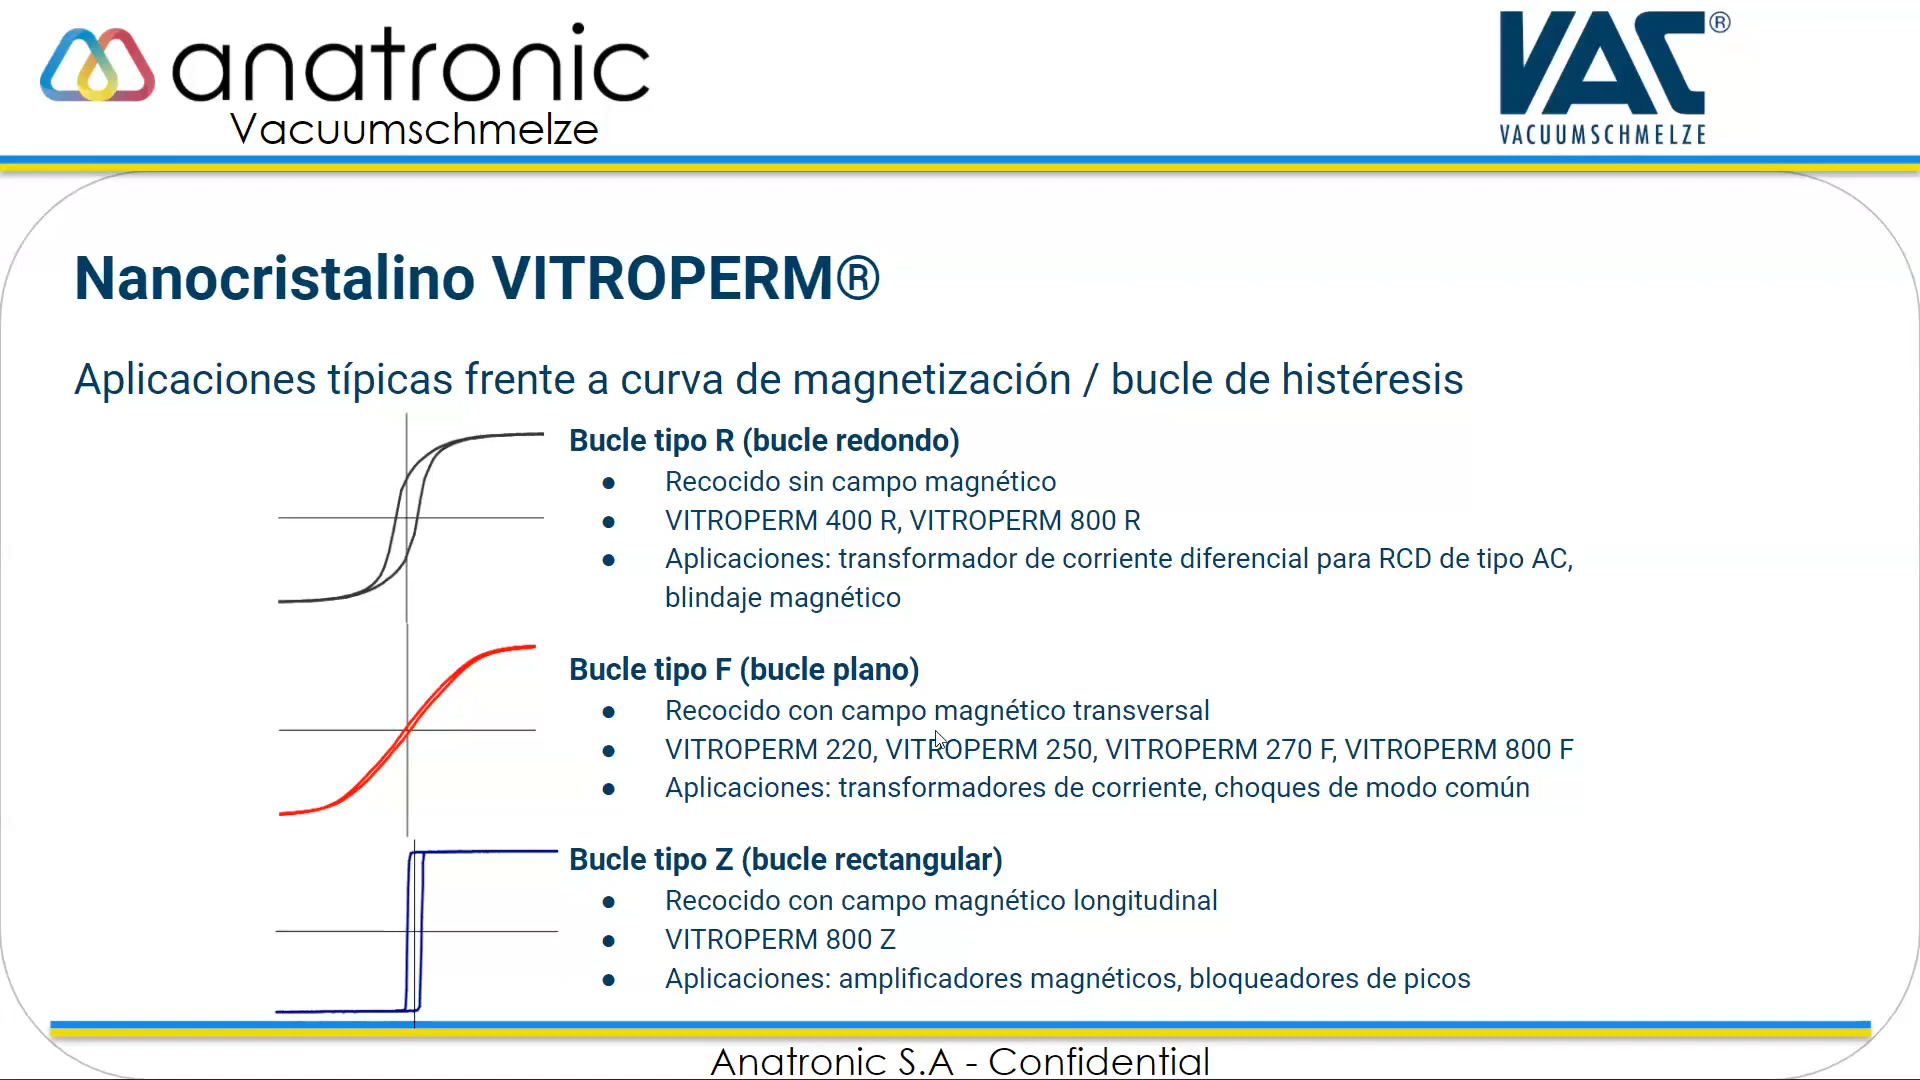 anatronic
Vacuumschmelze
VAC®
VACUUMSCHMELZE
Nanocristalino VITROPERM®
Aplicaciones típicas frente a curva de magnetización / bucle de histéresis
Bucle tipo R (bucle redondo)
● Recocido sin campo magnético
● VITROPERM 400 R, VITROPERM 800 R
● Aplicaciones: transformador de corriente diferencial para RCD de tipo AC,
blindaje magnético
Bucle tipo F (bucle plano)
● Recocido con campo magnético transversal
● VITROPERM 220, VITROPERM 250, VITROPERM 270 F, VITROPERM 800 F
● Aplicaciones: transformadores de corriente, choques de modo común
Bucle tipo Z (bucle rectangular)
● Recocido con campo magnético longitudinal
● VITROPERM 800 Z
● Aplicaciones: amplificadores magnéticos, bloqueadores de picos
Anatronic S.A - Confidential